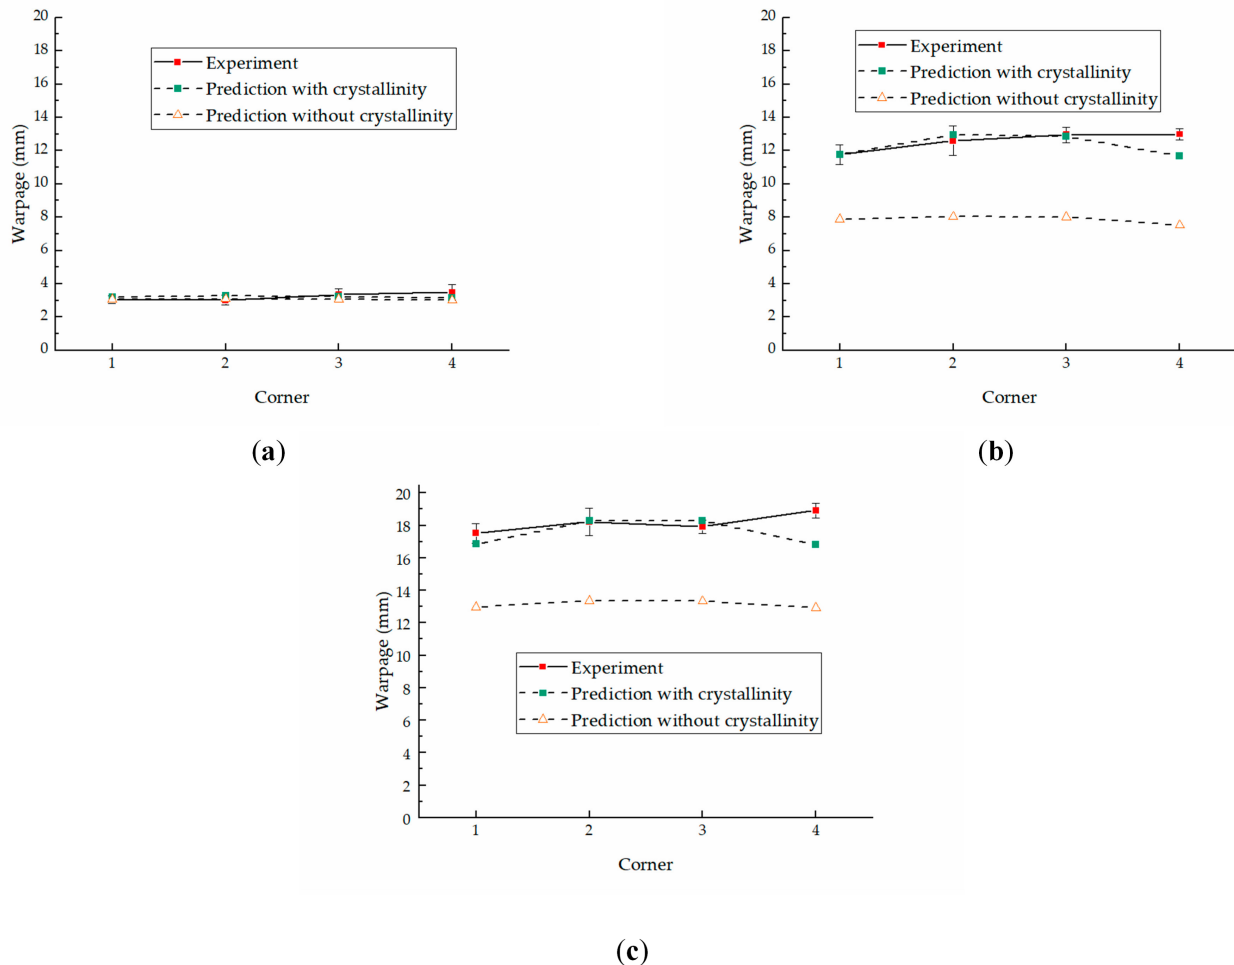 20
18
16
14
12
10
8
6
4
2
0
Warpage (mm)
Experiment
Prediction with crystallinity
Prediction without crystallinity
1 2 3 4
Corner
(a)
20
18
16
14
12
10
8
6
4
2
0
Warpage (mm)
Experiment
Prediction with crystallinity
Prediction without crystallinity
1 2 3 4
Corner
(b)
20
18
16
14
12
10
8
6
4
2
0
Warpage (mm)
Experiment
Prediction with crystallinity
Prediction without crystallinity
1 2 3 4
Corner
(c)